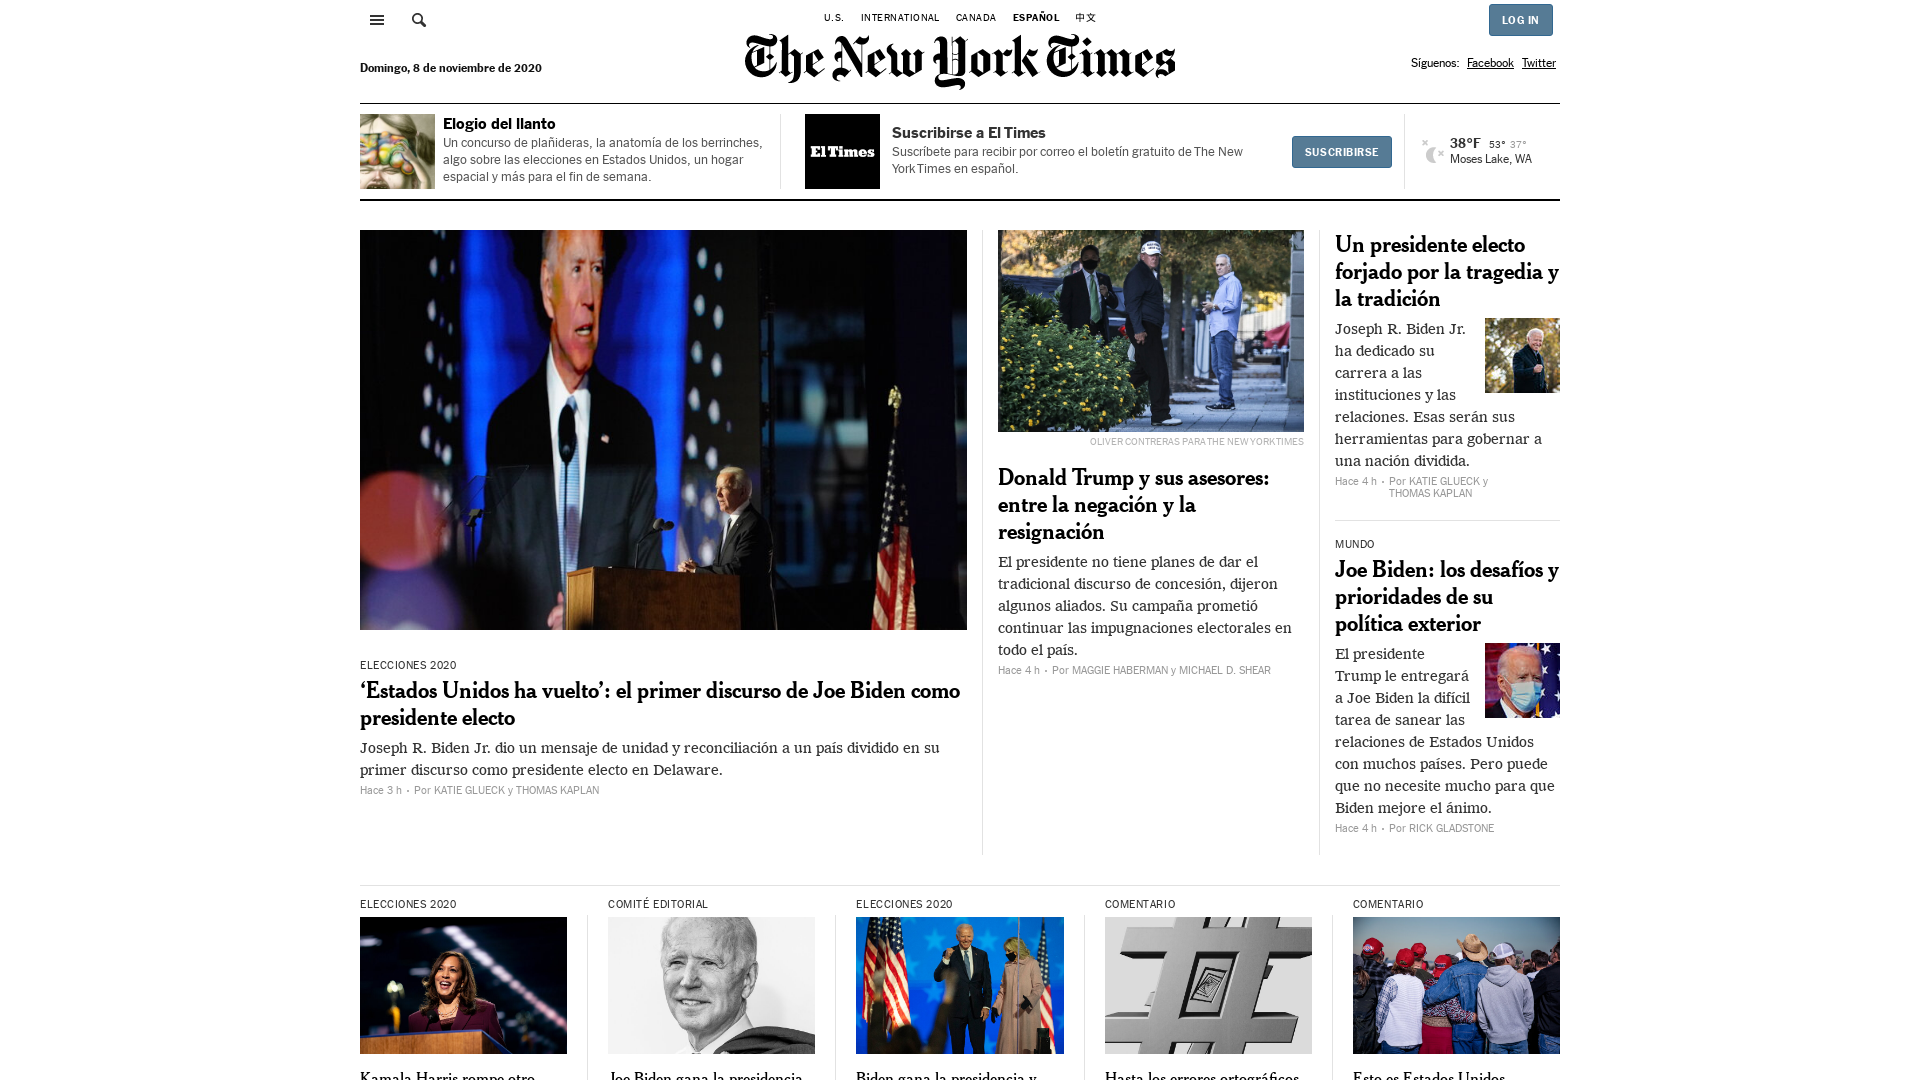 U.S.
INTERNATIONAL
CANADA
ESPAÑOL
中文
LOG IN
The New York Times
Domingo, 8 de noviembre de 2020
Síguenos: Facebook Twitter
Elogio del llanto
Un concurso de plañideras, la anatomía de los berrinches,
algo sobre las elecciones en Estados Unidos, un hogar
espacial y más para el fin de semana.
El Times
Suscribirse a El Times
Suscríbete para recibir por correo el boletín gratuito de The New
York Times en español.
SUSCRIBIRSE
38°F 53° 37°
Moses Lake, WA
ELECCIONES 2020
‘Estados Unidos ha vuelto’: el primer discurso de Joe Biden como
presidente electo
Joseph R. Biden Jr. dio un mensaje de unidad y reconciliación a un país dividido en su
primer discurso como presidente electo en Delaware.
Hace 3 h • Por KATIE GLUECK y THOMAS KAPLAN
OLIVER CONTRERAS PARA THE NEW YORK TIMES
Donald Trump y sus asesores:
entre la negación y la
resignación
El presidente no tiene planes de dar el
tradicional discurso de concesión, dijeron
algunos aliados. Su campaña prometió
continuar las impugnaciones electorales en
todo el país.
Hace 4 h • Por MAGGIE HABERMAN y MICHAEL D. SHEAR
Un presidente electo
forjado por la tragedia y
la tradición
Joseph R. Biden Jr.
ha dedicado su
carrera a las
instituciones y las
relaciones. Esas serán sus
herramientas para gobernar a
una nación dividida.
Hace 4 h • Por KATIE GLUECK y
THOMAS KAPLAN
MUNDO
Joe Biden: los desafíos y
prioridades de su
política exterior
El presidente
Trump le entregará
a Joe Biden la difícil
tarea de sanear las
relaciones de Estados Unidos
con muchos países. Pero puede
que no necesite mucho para que
Biden mejore el ánimo.
Hace 4 h • Por RICK GLADSTONE
ELECCIONES 2020
Kamala Harris rompe otro
COMITÉ EDITORIAL
Joe Biden gana la presidencia
ELECCIONES 2020
Biden gana la presidencia y
COMENTARIO
Hasta los errores ortográficos
COMENTARIO
Esto es Estados Unidos